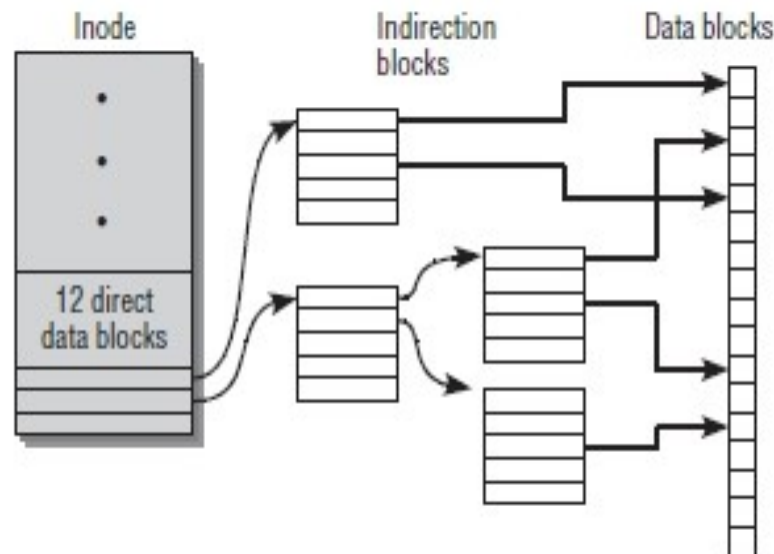 Inode
Indirection
blocks
Data blocks
12 direct
data blocks